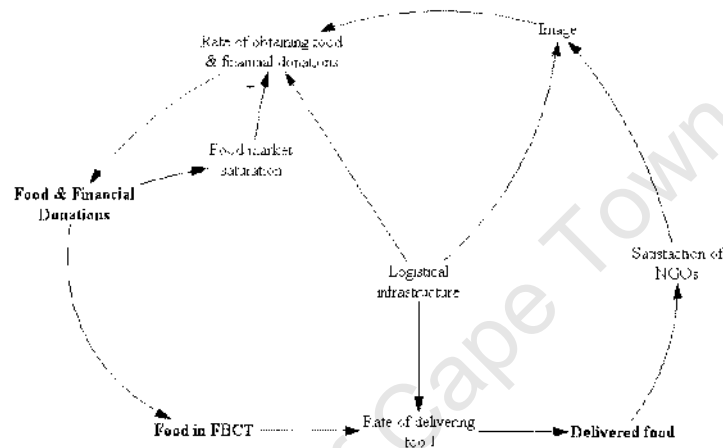 Image
Rate of obtaining food
& financial donations
Food market
saturation
Food & Financial
Donations
Satisfaction of
NGOs
Logistical
infrastructure
Food in FBCT
Rate of delivering
Delivered food
Cape Town